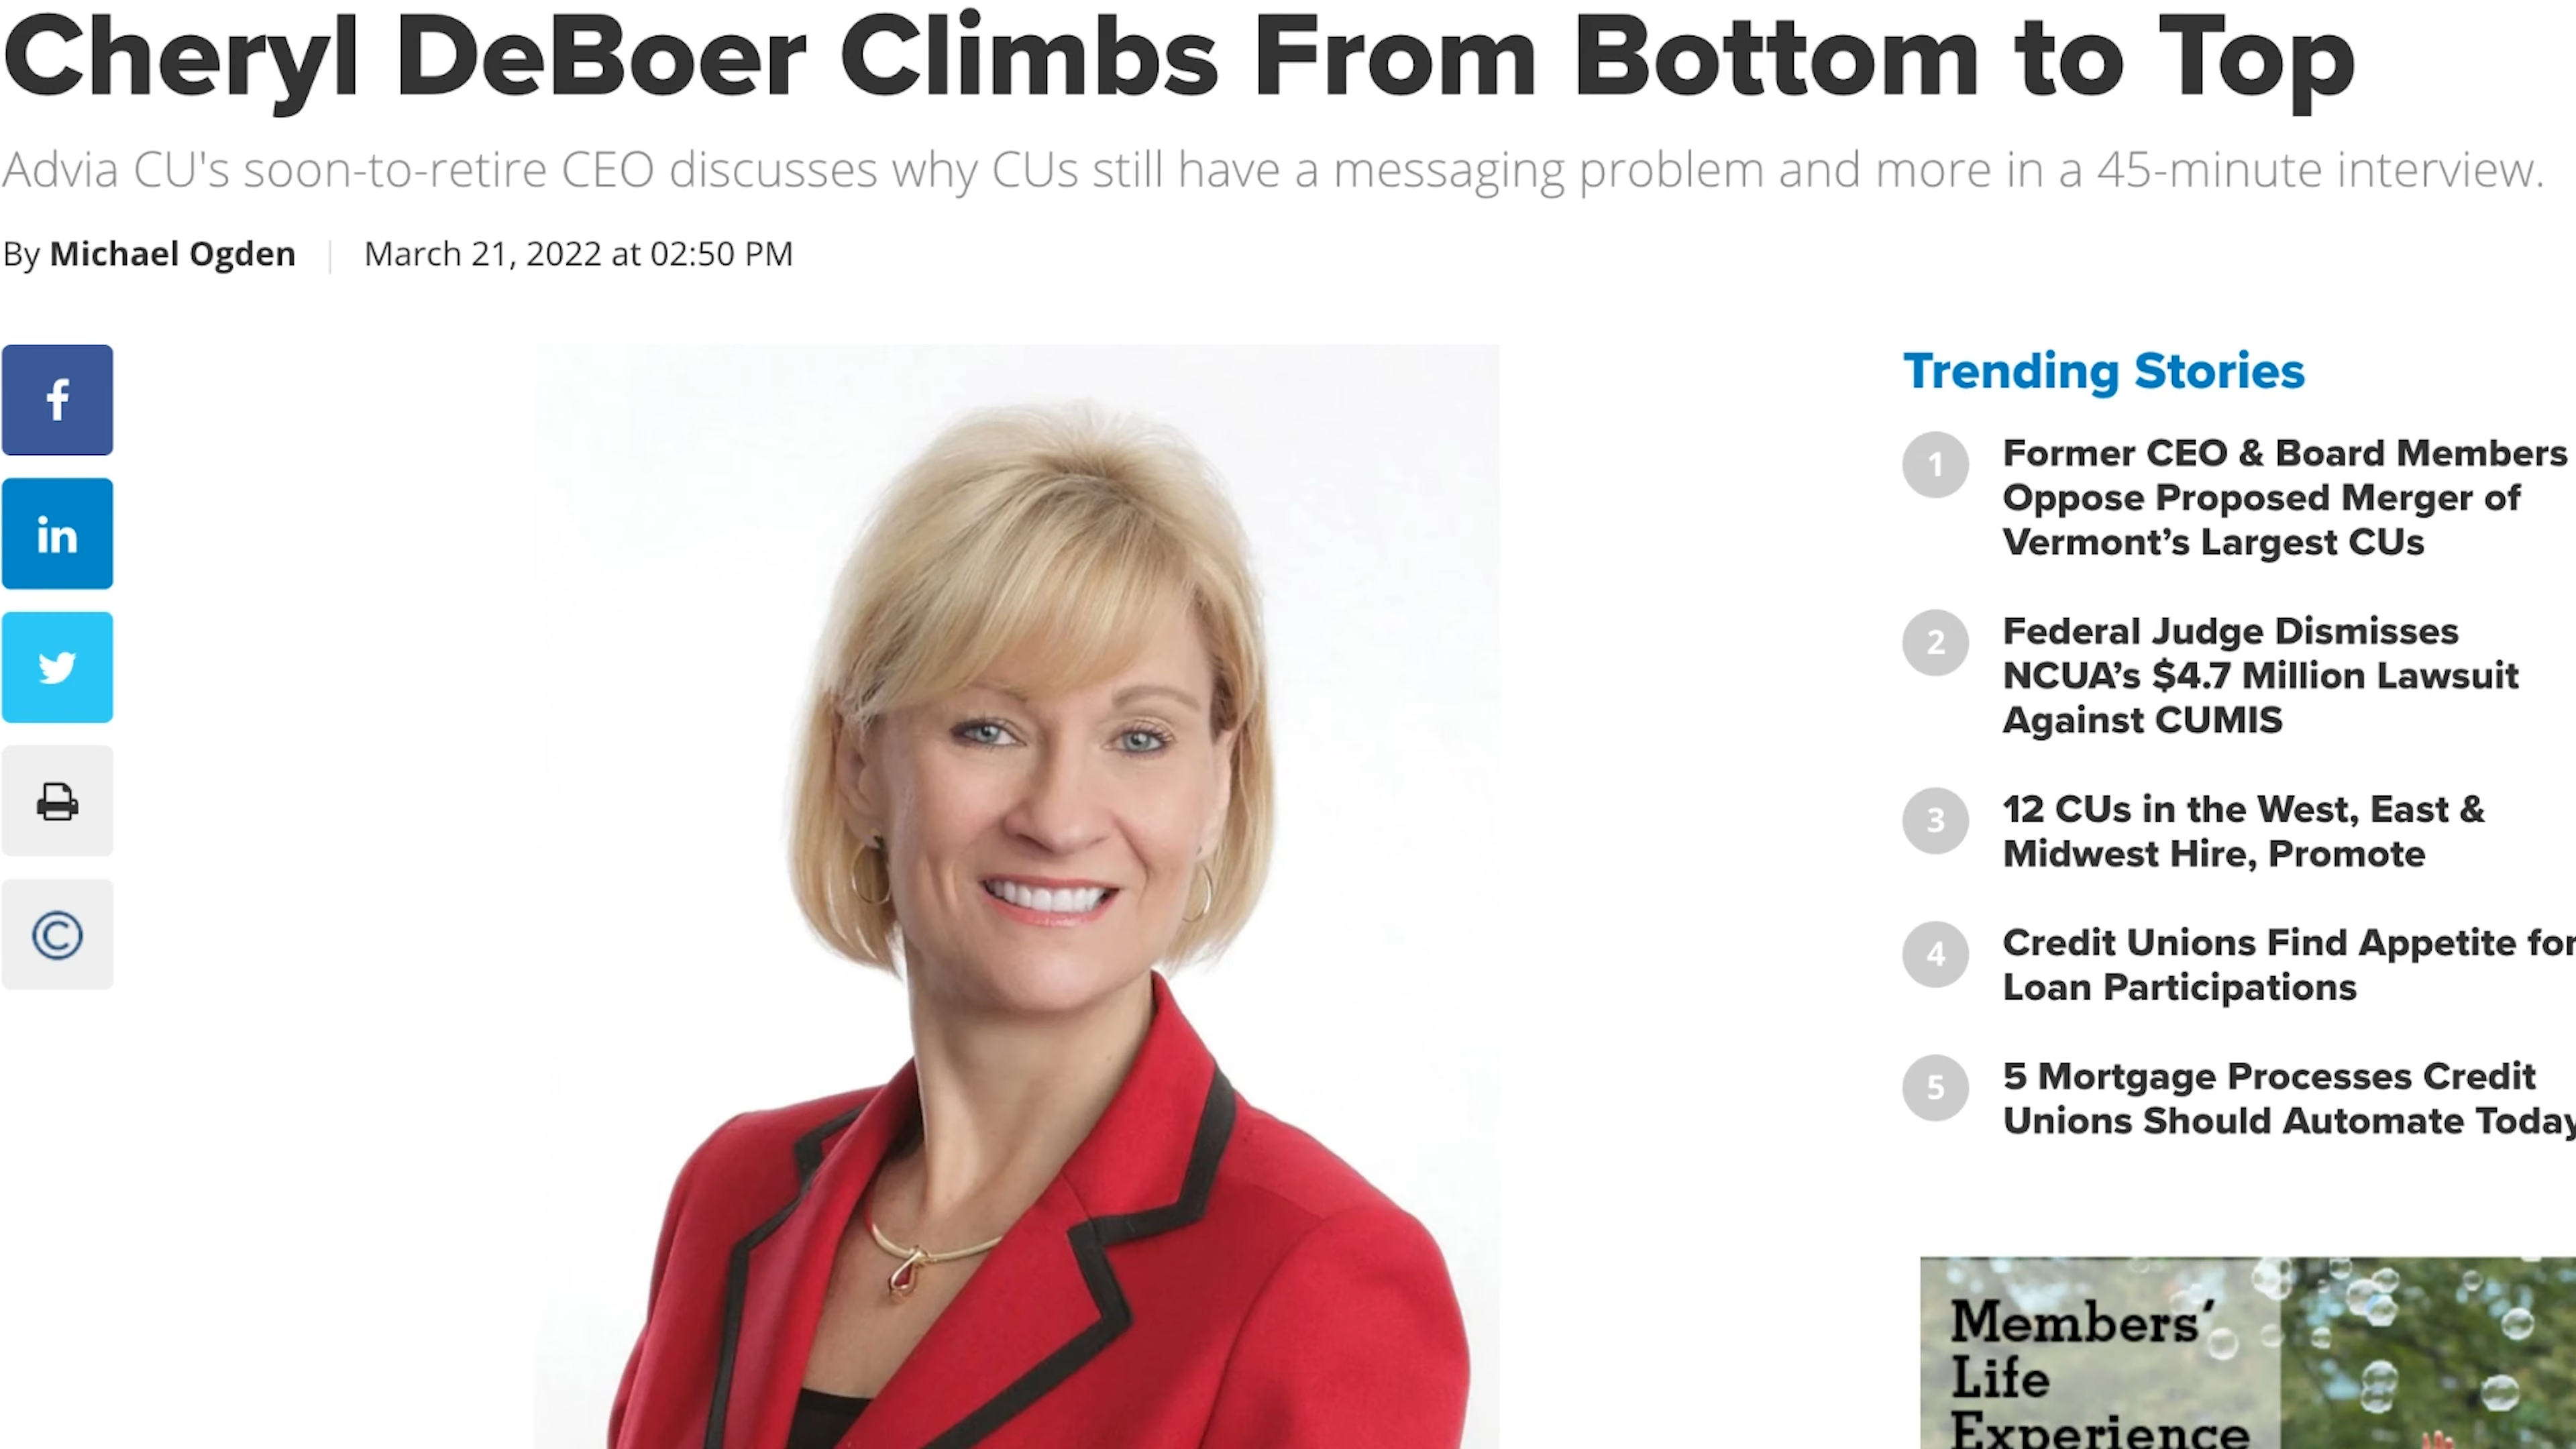 Cheryl DeBoer Climbs From Bottom to Top
Advia CU's soon-to-retire CEO discusses why CUs still have a messaging problem and more in a 45-minute interview.
By Michael Ogden | March 21, 2022 at 02:50 PM
f
in
©
Trending Stories
1
Former CEO & Board Members
Oppose Proposed Merger of
Vermont’s Largest CUs
2
Federal Judge Dismisses
NCUA’s $4.7 Million Lawsuit
Against CUMIS
3
12 CUs in the West, East &
Midwest Hire, Promote
4
Credit Unions Find Appetite for
Loan Participations
5
5 Mortgage Processes Credit
Unions Should Automate Today
Members’
Life
Experience